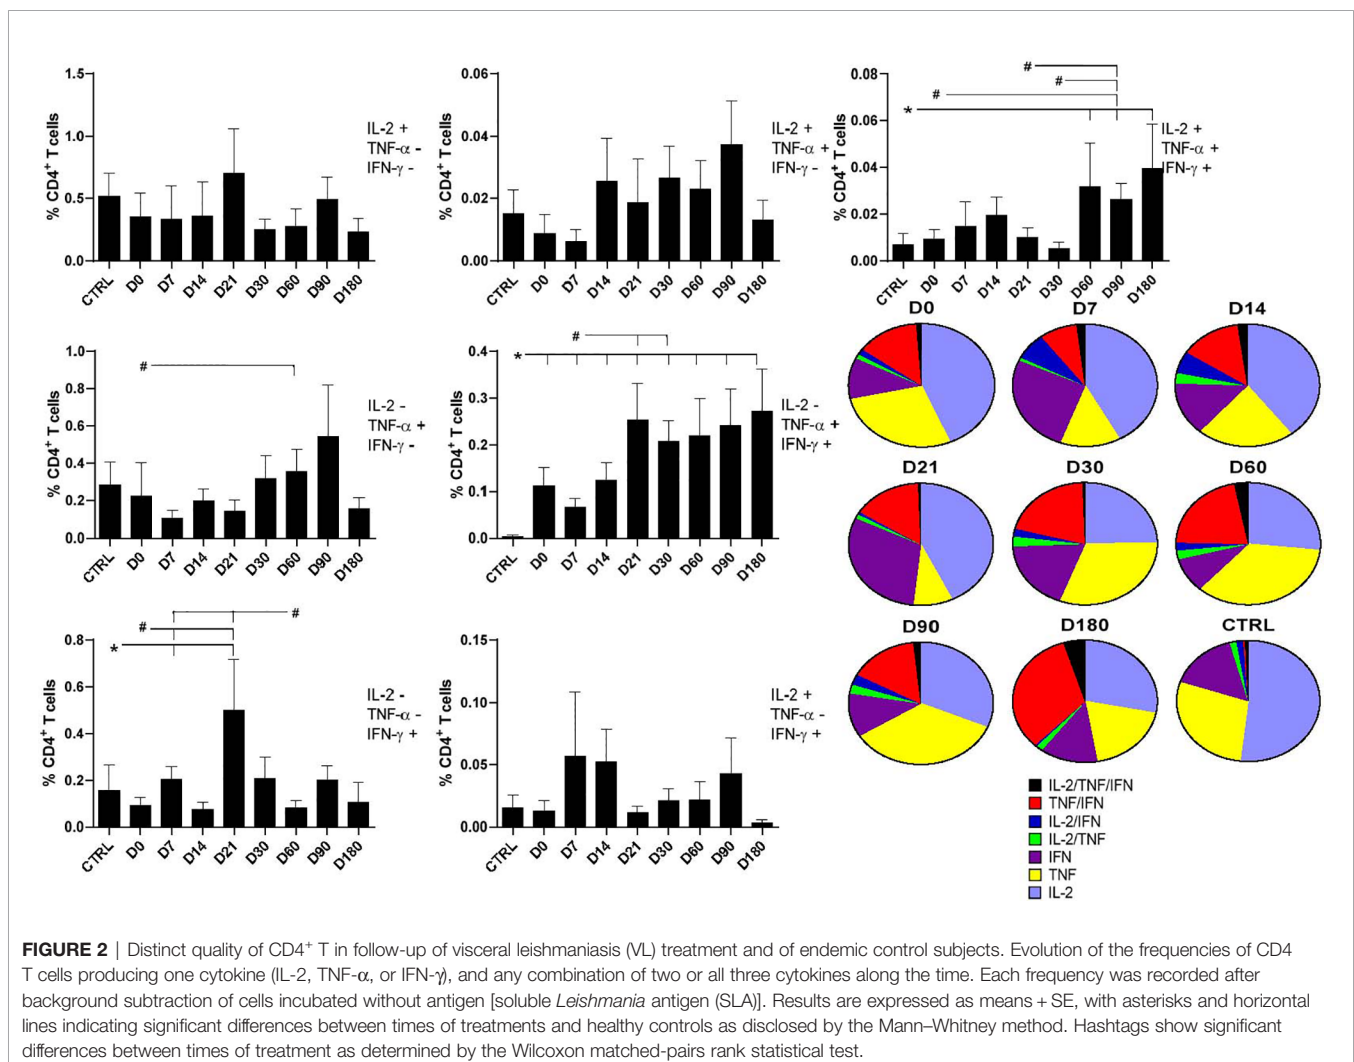 1.5
1.0
0.5
0.0
% CD4+ T cells
IL-2 +
TNF-α -
IFN-γ -
CTRL D0 D7 D14 D21 D30 D60 D90 D180
0.06
0.04
0.02
0.00
% CD4+ T cells
IL-2 +
TNF-α +
IFN-γ -
CTRL D0 D7 D14 D21 D30 D60 D90 D180
0.08
0.06
0.04
0.02
0.00
% CD4+ T cells
#
#
#
*
IL-2 +
TNF-α +
IFN-γ +
CTRL D0 D7 D14 D21 D30 D60 D90 D180
1.0
0.8
0.6
0.4
0.2
0.0
% CD4+ T cells
#
IL-2 -
TNF-α +
IFN-γ -
CTRL D0 D7 D14 D21 D30 D60 D90 D180
0.4
0.3
0.2
0.1
0.0
% CD4+ T cells
#
*
IL-2 -
TNF-α +
IFN-γ +
CTRL D0 D7 D14 D21 D30 D60 D90 D180
0.8
0.6
0.4
0.2
0.0
% CD4+ T cells
#
#
*
IL-2 -
TNF-α -
IFN-γ +
CTRL D0 D7 D14 D21 D30 D60 D90 D180
0.15
0.10
0.05
0.00
% CD4+ T cells
IL-2 +
TNF-α -
IFN-γ +
CTRL D0 D7 D14 D21 D30 D60 D90 D180
D0 D7 D14
D21 D30 D60
D90 D180 CTRL
IL-2/TNF/IFN
TNF/IFN
IL-2/IFN
IL-2/TNF
IFN
TNF
IL-2
FIGURE 2 | Distinct quality of CD4+ T in follow-up of visceral leishmaniasis (VL) treatment and of endemic control subjects. Evolution of the frequencies of CD4
T cells producing one cytokine (IL-2, TNF-α, or IFN-γ), and any combination of two or all three cytokines along the time. Each frequency was recorded after
background subtraction of cells incubated without antigen [soluble Leishmania antigen (SLA)]. Results are expressed as means + SE, with asterisks and horizontal
lines indicating significant differences between times of treatments and healthy controls as disclosed by the Mann–Whitney method. Hashtags show significant
differences between times of treatment as determined by the Wilcoxon matched-pairs rank statistical test.